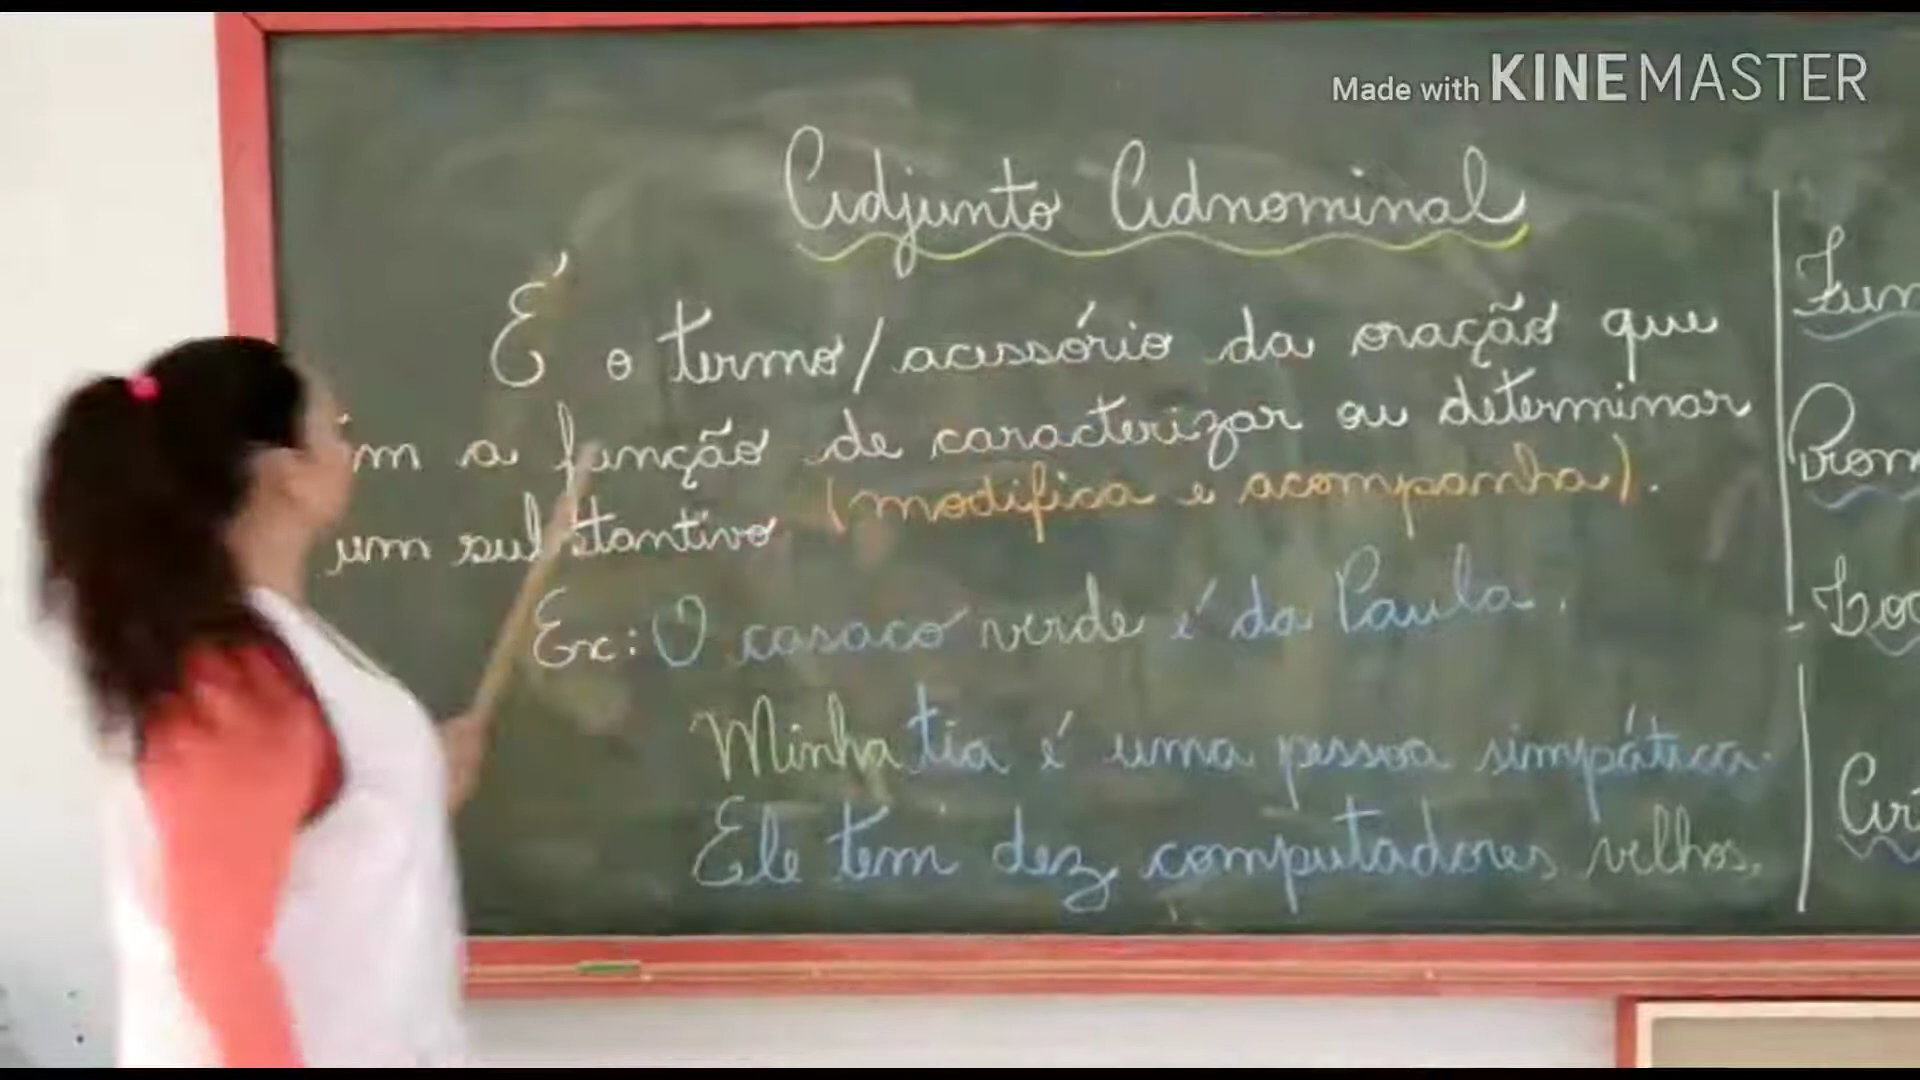 Made with KINEMASTER
Adjunto Adnominal
É o termo/acessório da oração que
a função de caracterizar ou determinar
um substantivo (modifica e acompanha).
Ex: O casaco verde é da Paula.
Minha tia é uma pessoa simpática.
Ele tem dez computadores velhos.